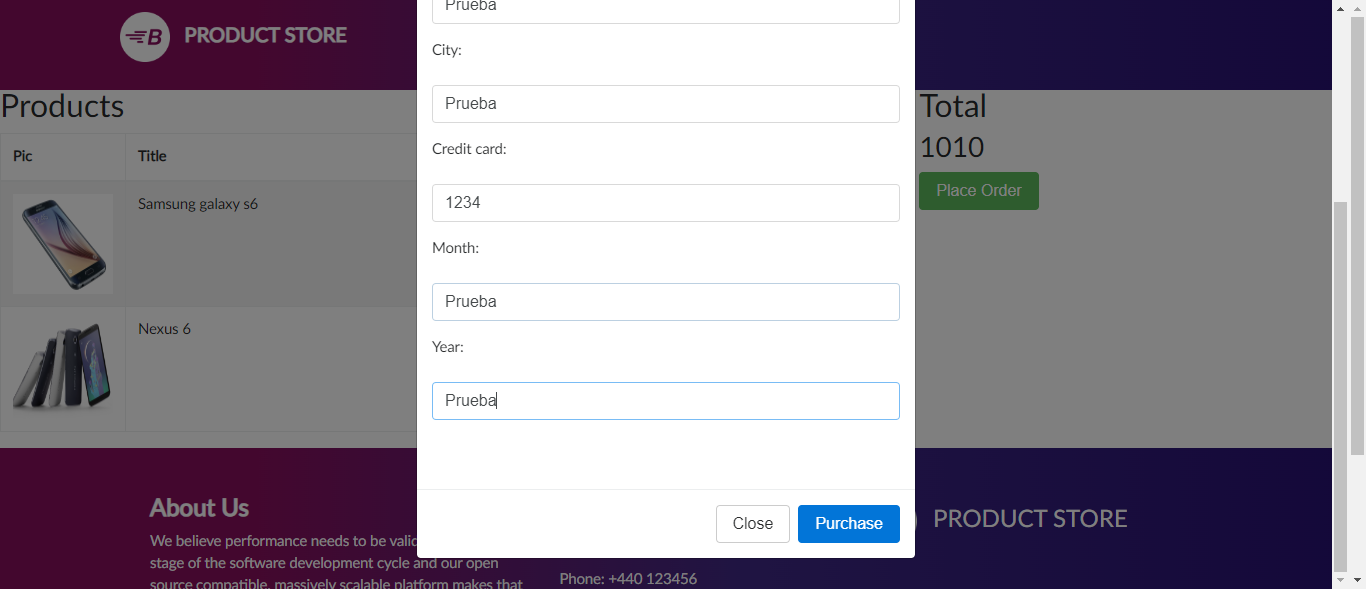 Prueba
B PRODUCT STORE
City:
Products
Prueba
Total
Credit card:
1010
Pic Title
Place Order
Samsung galaxy s6
1234
Month:
Prueba
Nexus 6
Year:
Prueba
About Us
Close Purchase
PRODUCT STORE
We believe performance needs to be valid
stage of the software development cycle and our open
source compatible, massively scalable platform makes that
Phone: +440 123456